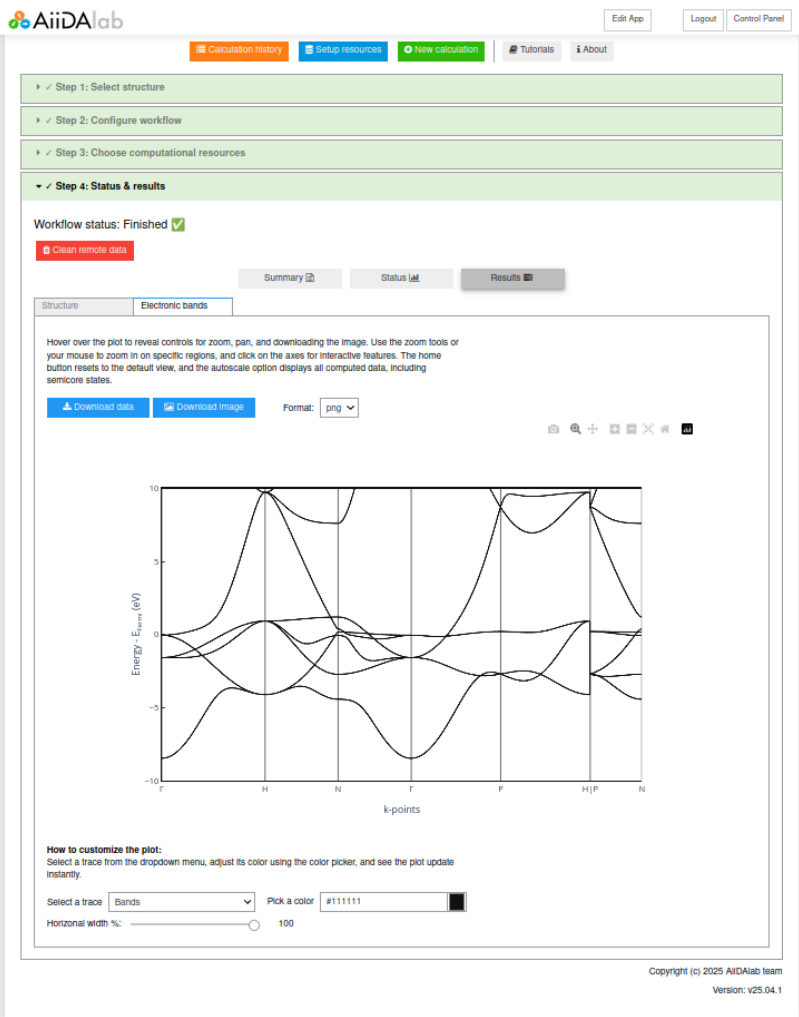 AiiDAlab
Edit App
Logout
Control Panel
Calculation history
Setup resources
New calculation
Tutorials
About
✓ Step 1: Select structure
✓ Step 2: Configure workflow
✓ Step 3: Choose computational resources
✓ Step 4: Status & results
Workflow status: Finished ✅
Clean remote data
Summary
Status
Results
Structure
Electronic bands
Hover over the plot to reveal controls for zoom, pan, and downloading the image. Use the zoom tools or
your mouse to zoom in on specific regions, and click on the axes for interactive features. The home
button resets to the default view, and the autoscale option displays all computed data, including
semicore states.
Download data
Download image
Format:
png
10
5
0
−5
−10
Energy - E_Fermi (eV)
Γ
H
N
Γ
P
H|P
N
k-points
How to customize the plot:
Select a trace from the dropdown menu, adjust its color using the color picker, and see the plot update
instantly.
Select a trace
Bands
Pick a color
#111111
Horizonal width %:
100
Copyright (c) 2025 AiiDAlab team
Version: v25.04.1